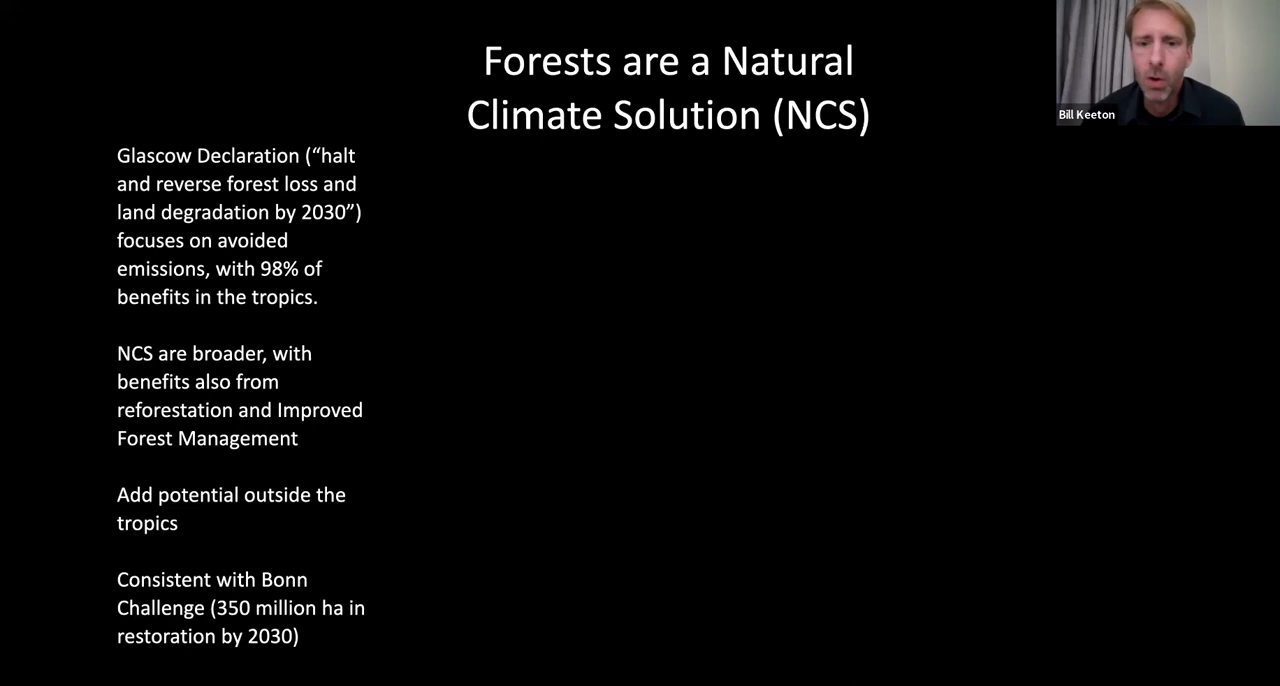 Forests are a Natural
Climate Solution (NCS)
Bill Keeton
Glascow Declaration (“halt
and reverse forest loss and
land degradation by 2030”)
focuses on avoided
emissions, with 98% of
benefits in the tropics.
NCS are broader, with
benefits also from
reforestation and Improved
Forest Management
Add potential outside the
tropics
Consistent with Bonn
Challenge (350 million ha in
restoration by 2030)